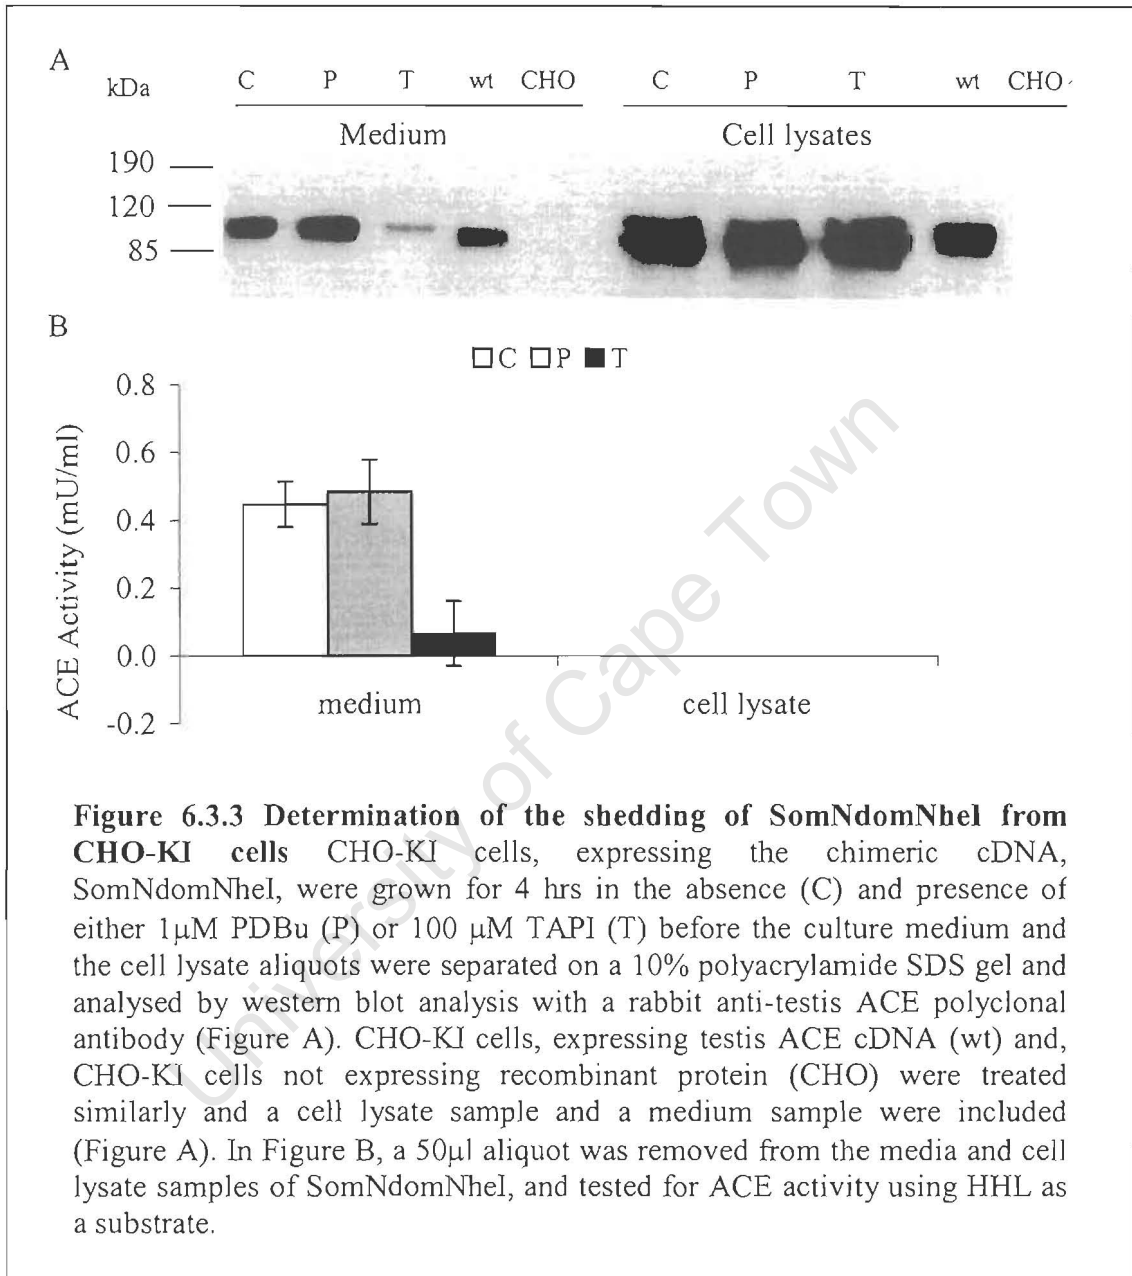 A
kDa C P T wt CHO C P T wt CHO
Medium Cell lysates
190
120
85
B
C P T
0.8
0.6
0.4
0.2
0.0
-0.2
ACE Activity (mU/ml)
medium cell lysate
Figure 6.3.3 Determination of the shedding of SomNdomNheI from
CHO-KI cells CHO-KI cells, expressing the chimeric cDNA,
SomNdomNheI, were grown for 4 hrs in the absence (C) and presence of
either 1μM PDBu (P) or 100 μM TAPI (T) before the culture medium and
the cell lysate aliquots were separated on a 10% polyacrylamide SDS gel and
analysed by western blot analysis with a rabbit anti-testis ACE polyclonal
antibody (Figure A). CHO-KI cells, expressing testis ACE cDNA (wt) and,
CHO-KI cells not expressing recombinant protein (CHO) were treated
similarly and a cell lysate sample and a medium sample were included
(Figure A). In Figure B, a 50μl aliquot was removed from the media and cell
lysate samples of SomNdomNheI, and tested for ACE activity using HHL as
a substrate.
University of Cape Town